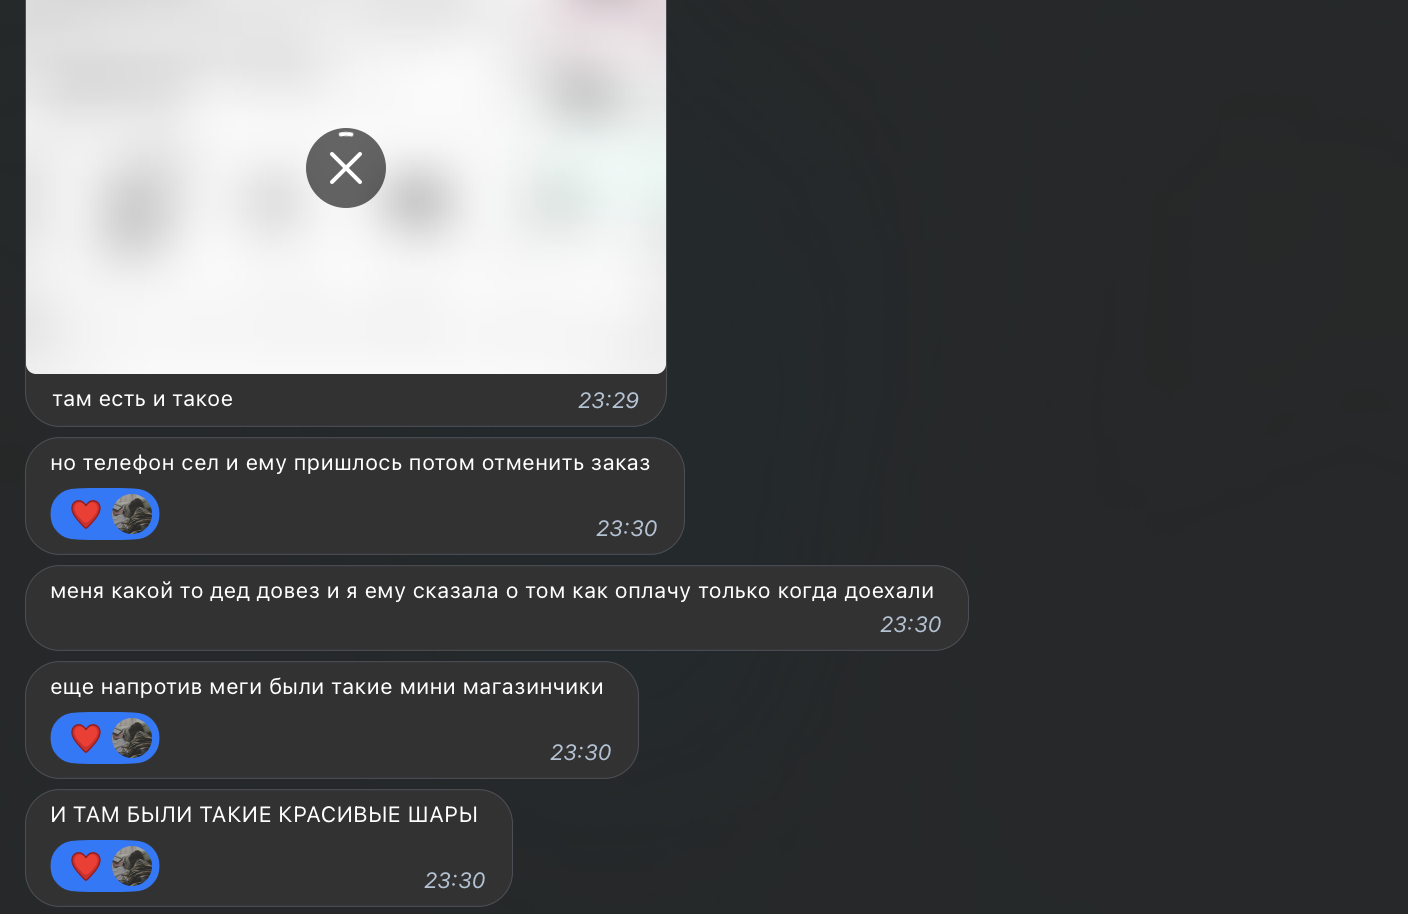 там есть и такое
23:29
но телефон сел и ему пришлось потом отменить заказ
23:30
меня какой то дед довез и я ему сказала о том как оплачу только когда доехали
23:30
еще напротив меги были такие мини магазинчики
23:30
И ТАМ БЫЛИ ТАКИЕ КРАСИВЫЕ ШАРЫ
23:30